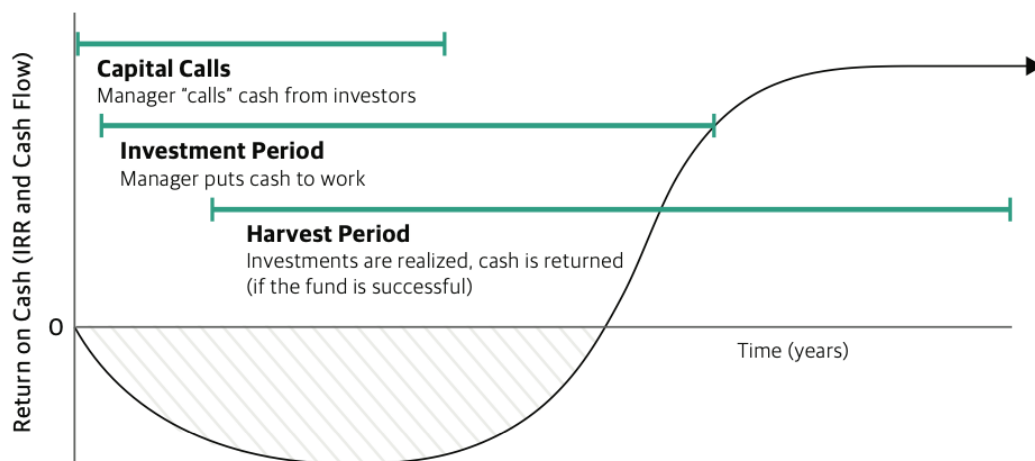 Return on Cash (IRR and Cash Flow)
Capital Calls
Manager “calls” cash from investors
Investment Period
Manager puts cash to work
Harvest Period
Investments are realized, cash is returned
(if the fund is successful)
0
Time (years)